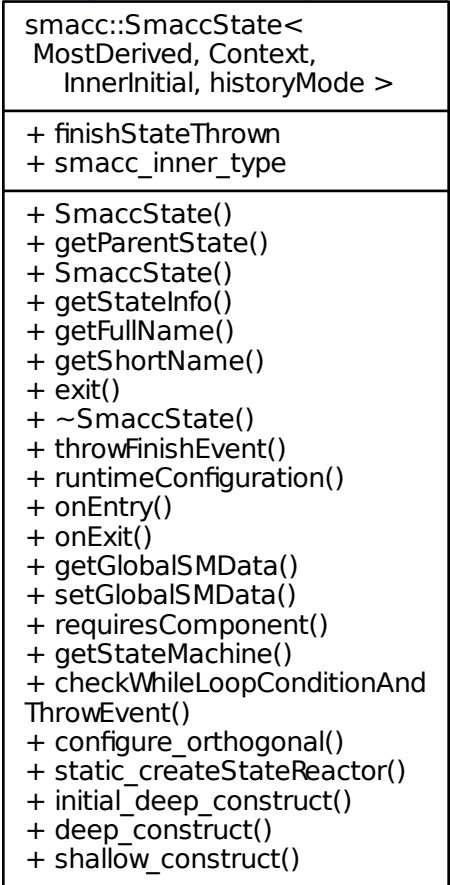 smacc::SmaccState<
MostDerived, Context,
InnerInitial, historyMode >
+ finishStateThrown
+ smacc_inner_type
+ SmaccState()
+ getParentState()
+ SmaccState()
+ getStateInfo()
+ getFullName()
+ getShortName()
+ exit()
+ ~SmaccState()
+ throwFinishEvent()
+ runtimeConfiguration()
+ onEntry()
+ onExit()
+ getGlobalSMData()
+ setGlobalSMData()
+ requiresComponent()
+ getStateMachine()
+ checkWhileLoopConditionAnd
ThrowEvent()
+ configure_orthogonal()
+ static_createStateReactor()
+ initial_deep_construct()
+ deep_construct()
+ shallow_construct()